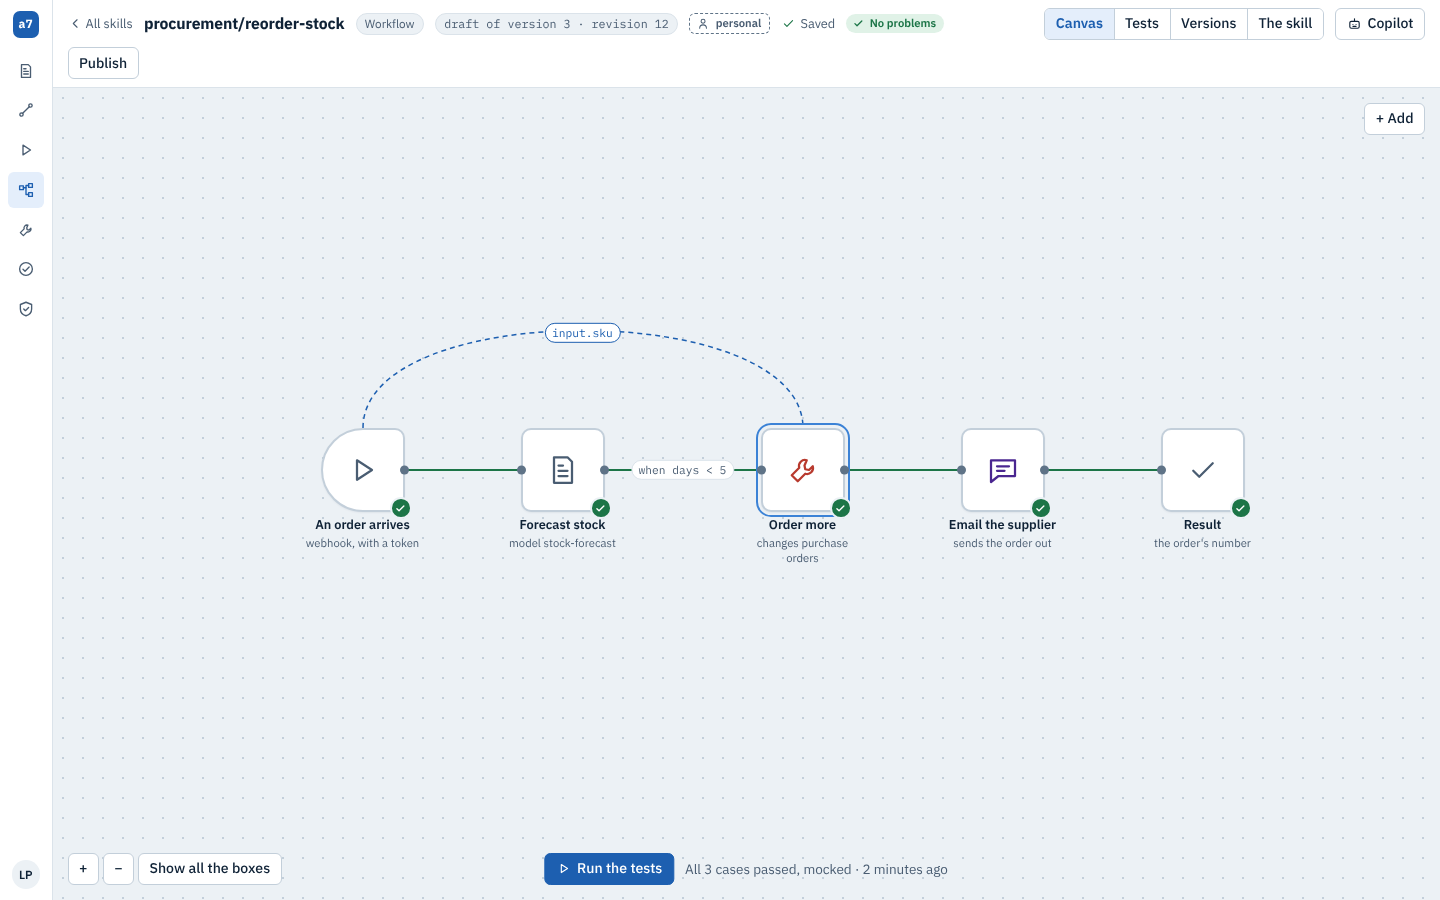 a7
All skills
procurement/reorder-stock
Workflow
draft of version 3 · revision 12
personal
Saved
No problems
Canvas
Tests
Versions
The skill
Copilot
Publish
+ Add
input.sku
when days < 5
An order arrives
webhook, with a token
Forecast stock
model stock-forecast
Order more
changes purchase
orders
Email the supplier
sends the order out
Result
the order's number
LP
+
−
Show all the boxes
Run the tests
All 3 cases passed, mocked · 2 minutes ago